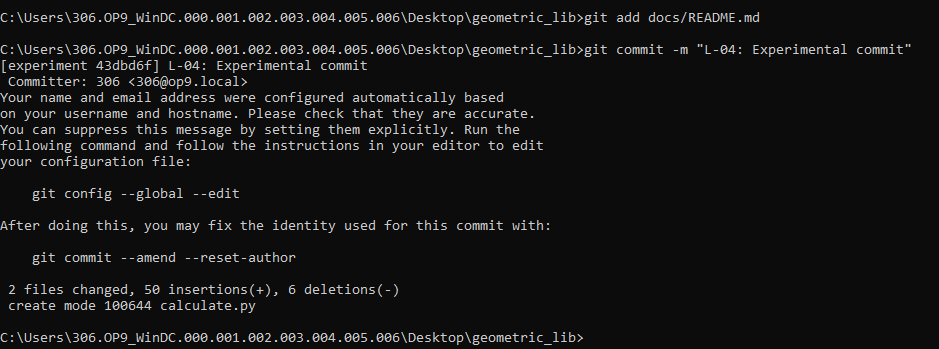 C:\Users\306.OP9_WinDC.000.001.002.003.004.005.006\Desktop\geometric_lib>git add docs/README.md
C:\Users\306.OP9_WinDC.000.001.002.003.004.005.006\Desktop\geometric_lib>git commit -m "L-04: Experimental commit"
[experiment 43dbd6f] L-04: Experimental commit
 Committer: 306 <306@op9.local>
Your name and email address were configured automatically based
on your username and hostname. Please check that they are accurate.
You can suppress this message by setting them explicitly. Run the
following command and follow the instructions in your editor to edit
your configuration file:
    git config --global --edit
After doing this, you may fix the identity used for this commit with:
    git commit --amend --reset-author
 2 files changed, 50 insertions(+), 6 deletions(-)
 create mode 100644 calculate.py
C:\Users\306.OP9_WinDC.000.001.002.003.004.005.006\Desktop\geometric_lib>